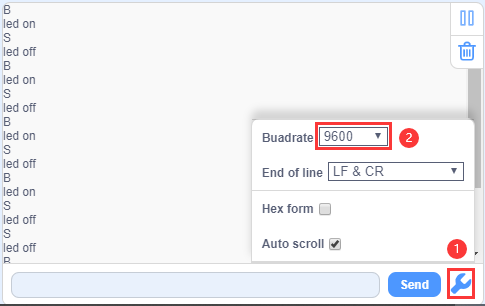 B
led on
S
led off
B
led on
S
led off
B
led on
S
led off
B
led on
S
led off
S
led off
B
Buadrate 9600 2
End of line LF & CR
Hex form
Auto scroll
1
Send